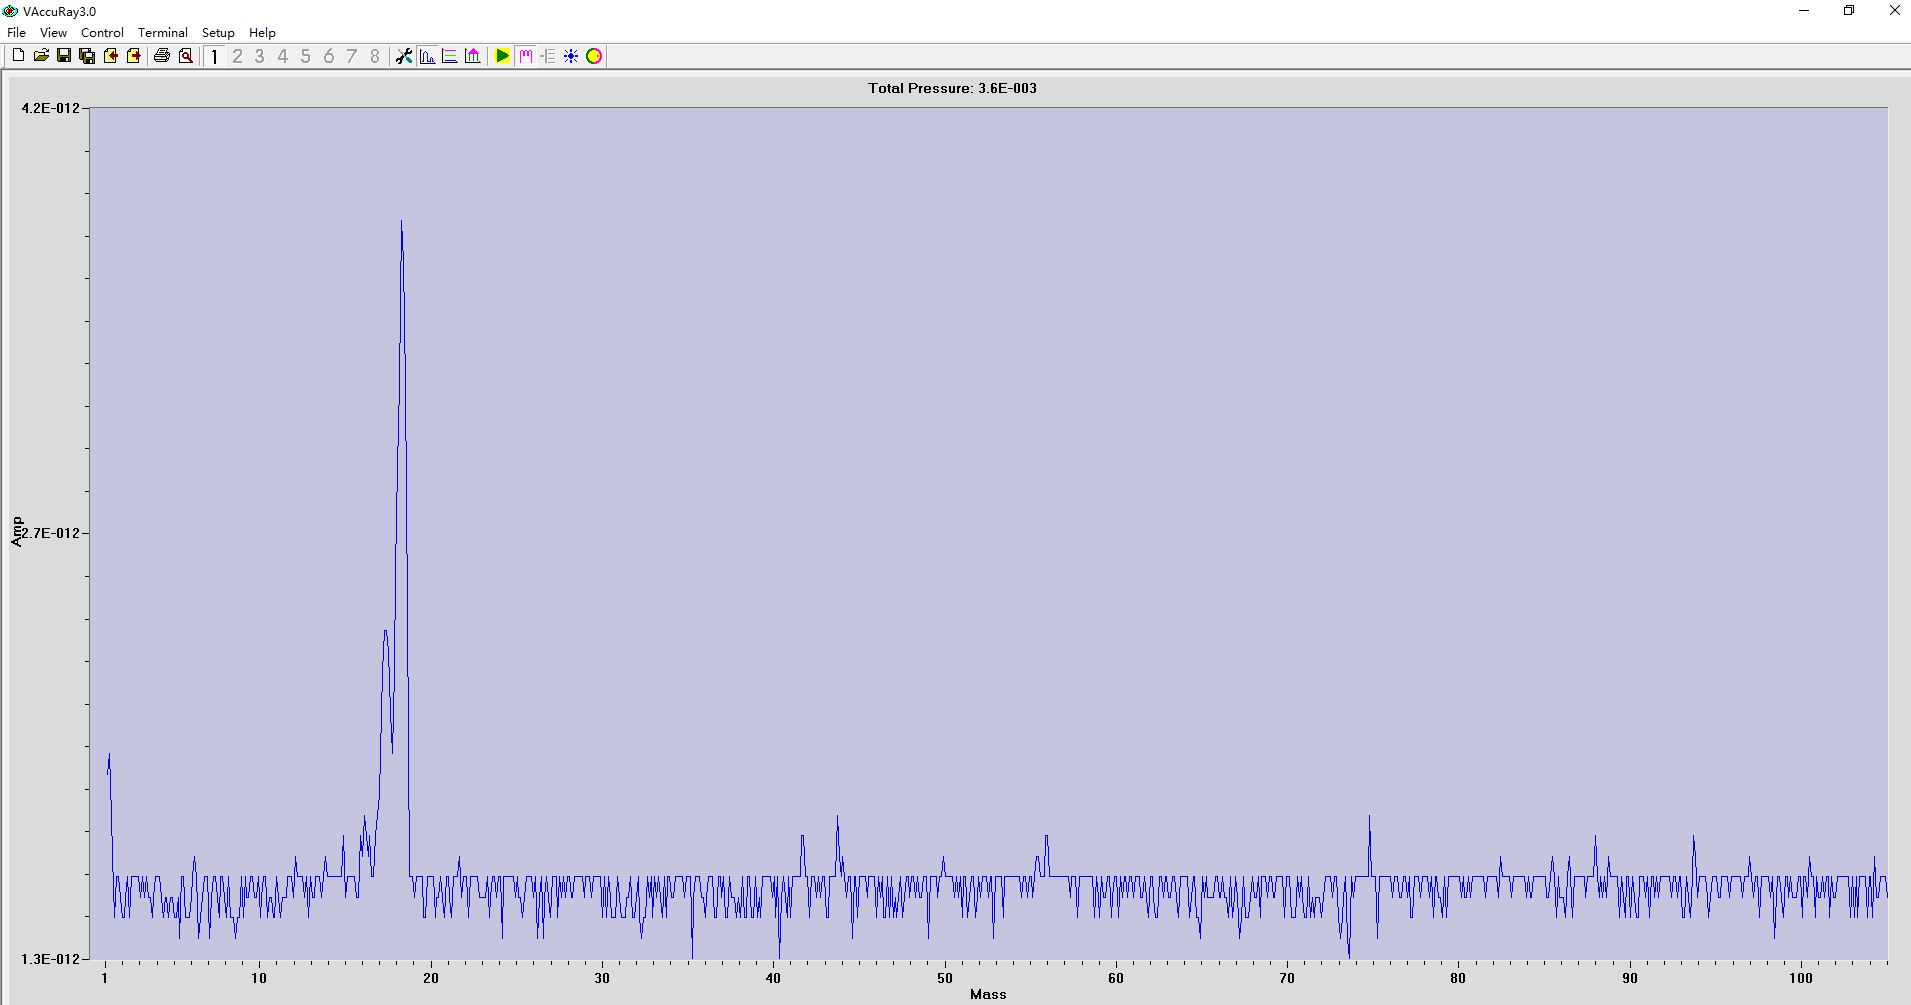 VAccuRay3.0
File View Control Terminal Setup Help
1 2 3 4 5 6 7 8
Total Pressure: 3.6E-003
4.2E-012
2.7E-012
1.3E-012
Amp
1 10 20 30 40 50 60 70 80 90 100
Mass